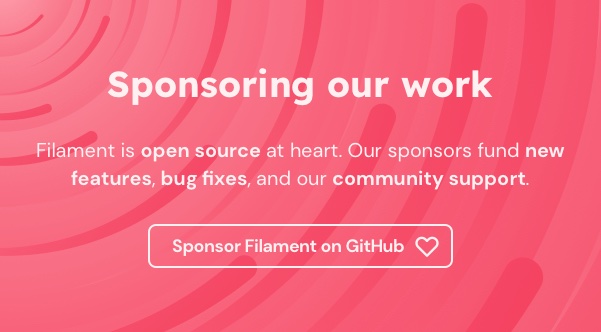 Sponsoring our work
Filament is open source at heart. Our sponsors fund new
features, bug fixes, and our community support.
Sponsor Filament on GitHub